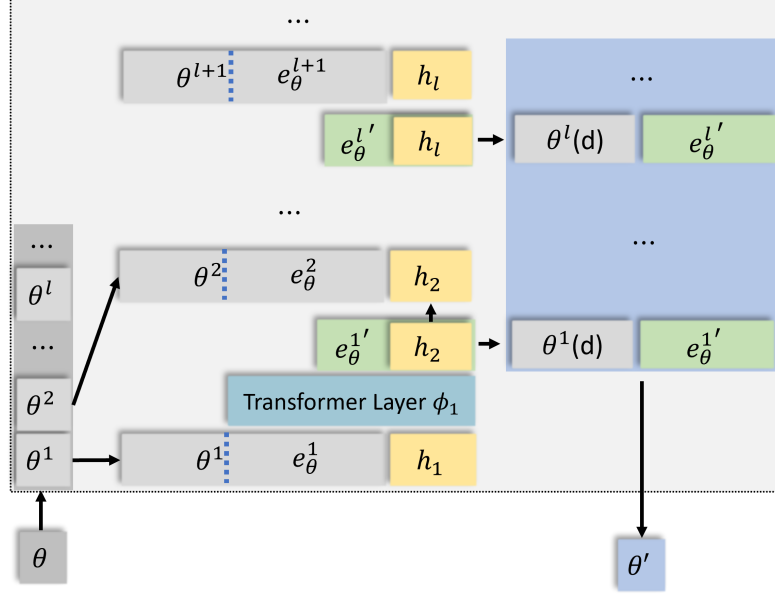 ...
θ^{l+1} e_θ^{l+1} h_l ...
e_θ^{l}′ h_l θ^l(d) e_θ^{l}′
...
... θ^2 e_θ^2 h_2 ...
θ^l
... e_θ^{1}′ h_2 θ^1(d) e_θ^{1}′
θ^2 Transformer Layer ϕ_1
θ^1 θ^1 e_θ^1 h_1
θ θ′